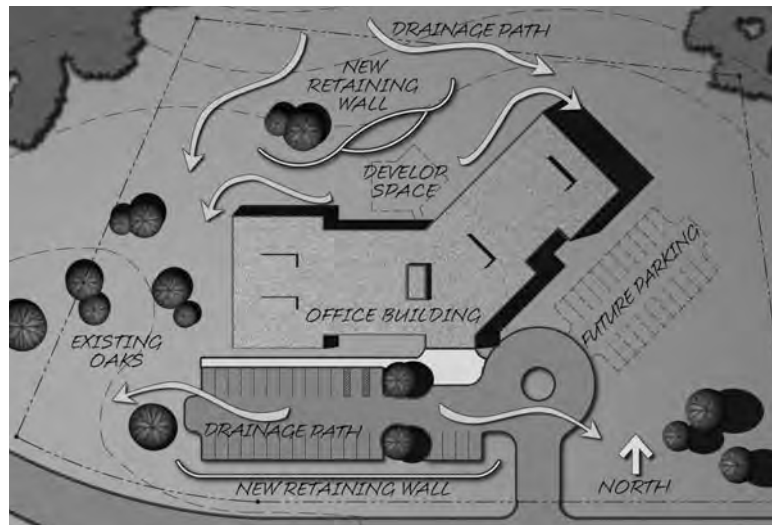 DRAINAGE PATH
NEW
RETAINING
WALL
DEVELOP
SPACE
FUTURE PARKING
OFFICE BUILDING
EXISTING
OAKS
DRAINAGE PATH
NORTH
NEW RETAINING WALL